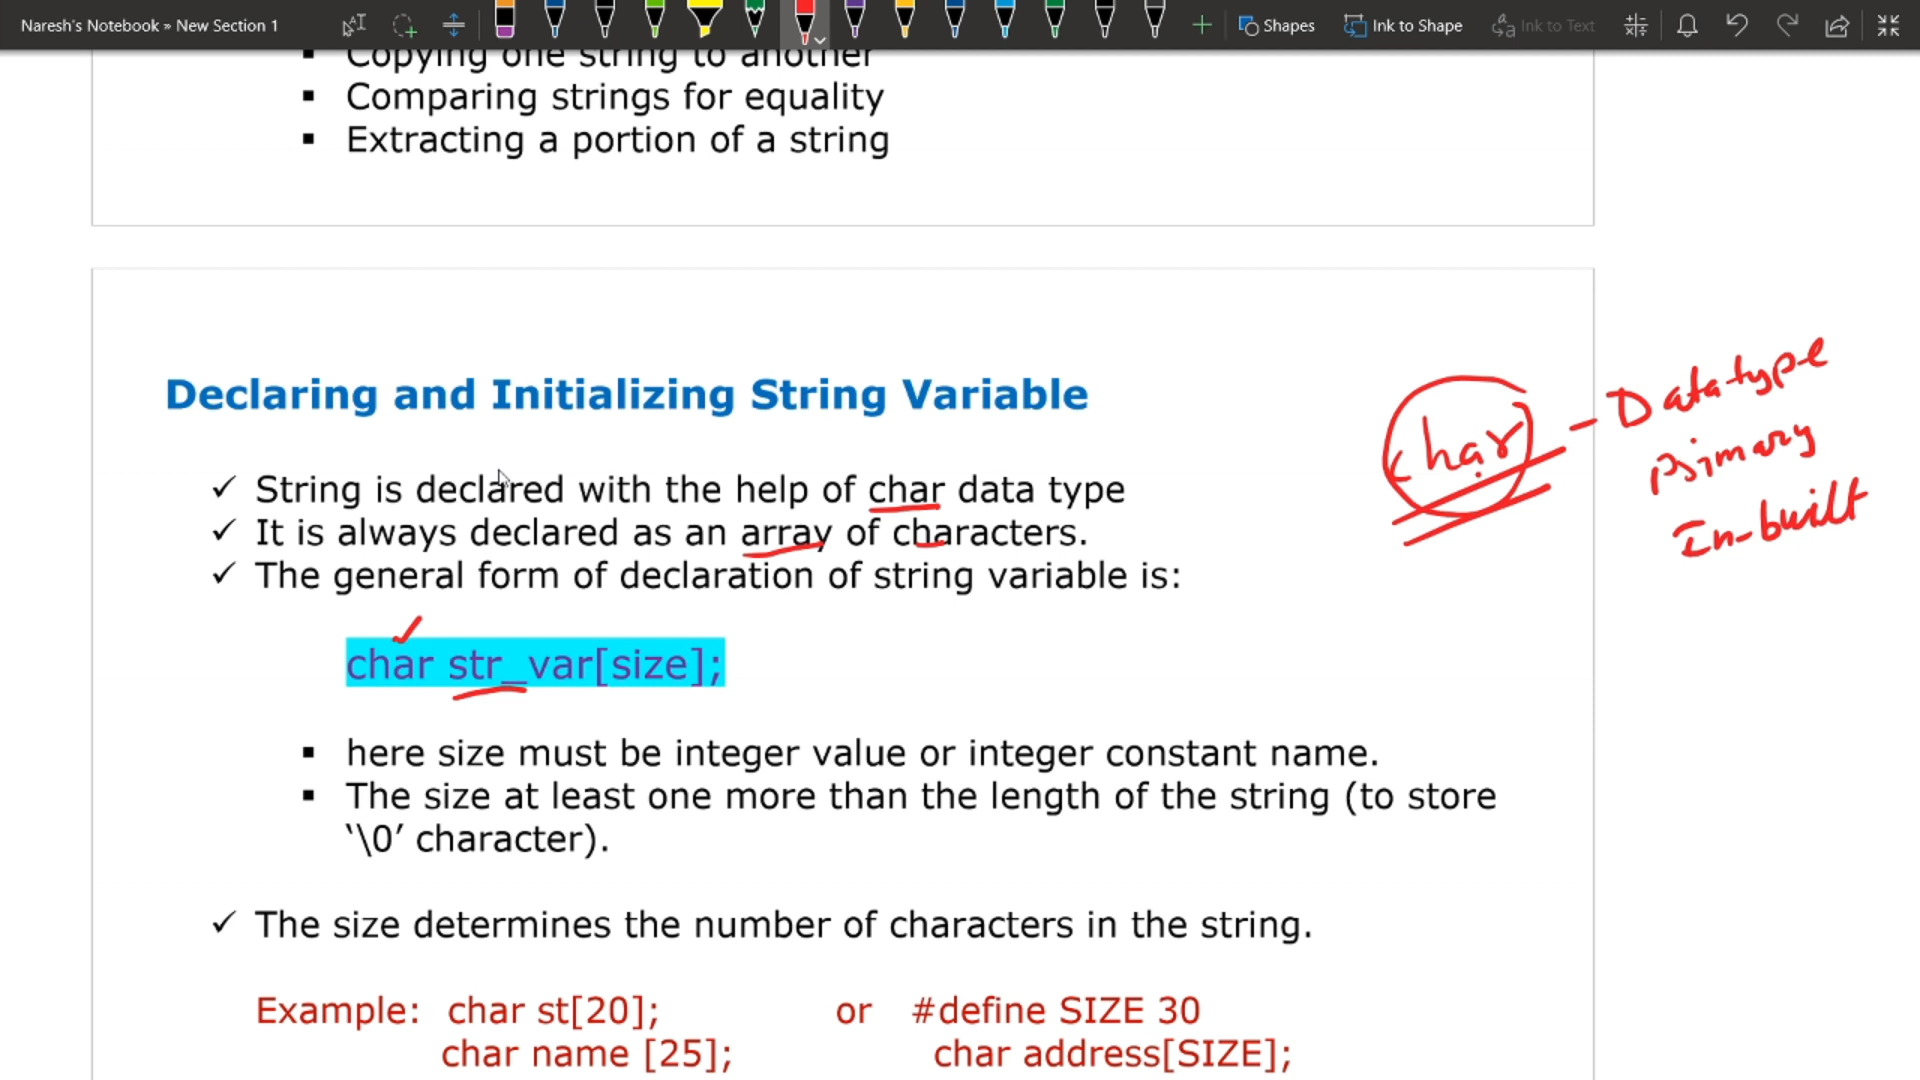 Naresh's Notebook » New Section 1
Shapes
Ink to Shape
Ink to Text
▪ Copying one string to another
▪ Comparing strings for equality
▪ Extracting a portion of a string
Declaring and Initializing String Variable
✓ String is declared with the help of char data type
✓ It is always declared as an array of characters.
✓ The general form of declaration of string variable is:
char str_var[size];
▪ here size must be integer value or integer constant name.
▪ The size at least one more than the length of the string (to store
‘\0’ character).
✓ The size determines the number of characters in the string.
Example: char st[20]; or #define SIZE 30
char name [25]; char address[SIZE];
char - Datatype
Primary
In-built